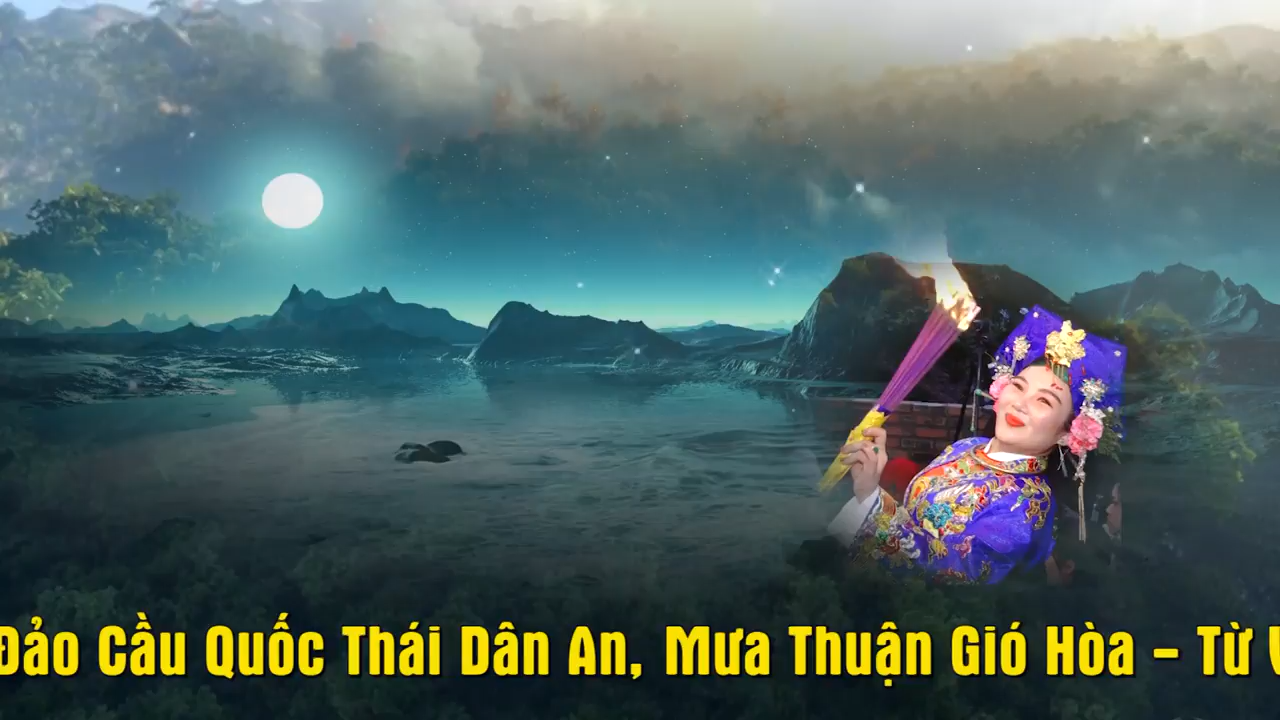 Đảo Cầu Quốc Thái Dân An, Mưa Thuận Gió Hòa - Từ